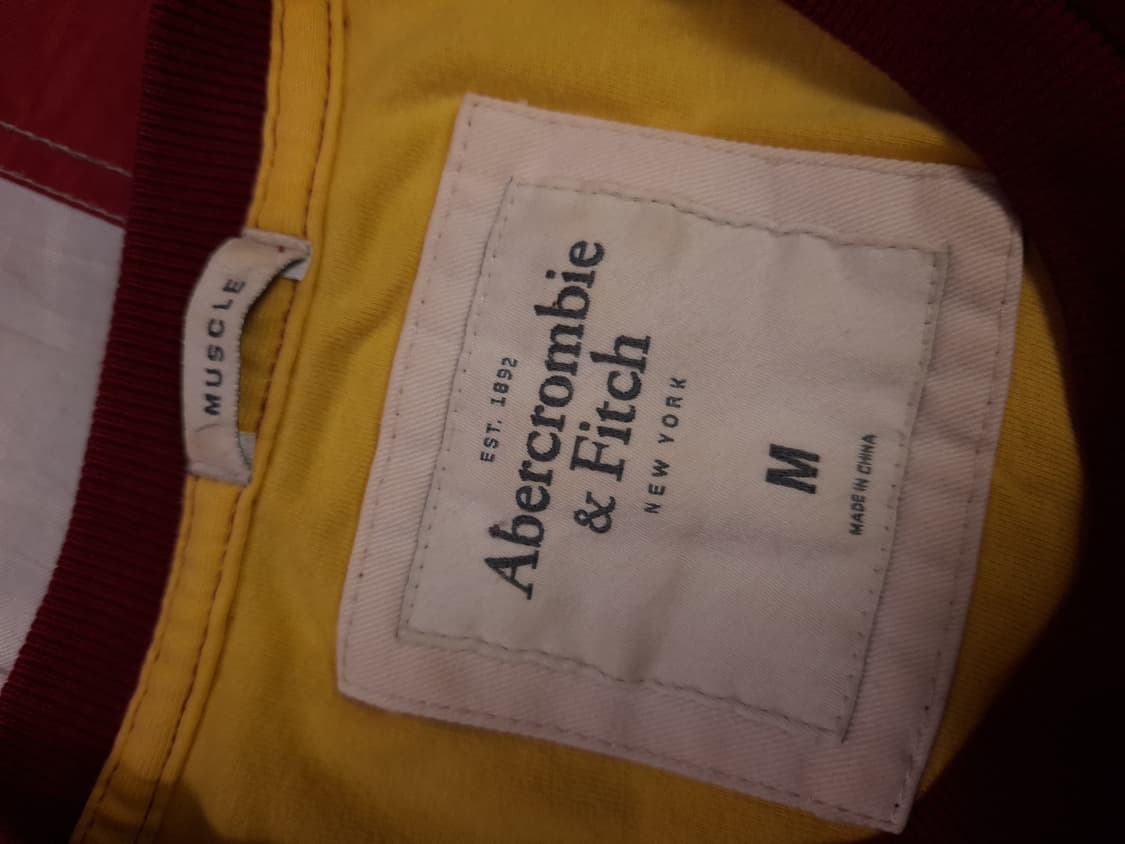 MUSCLE
EST. 1892
Abercrombie
& Fitch
NEW YORK
M
MADE IN CHINA